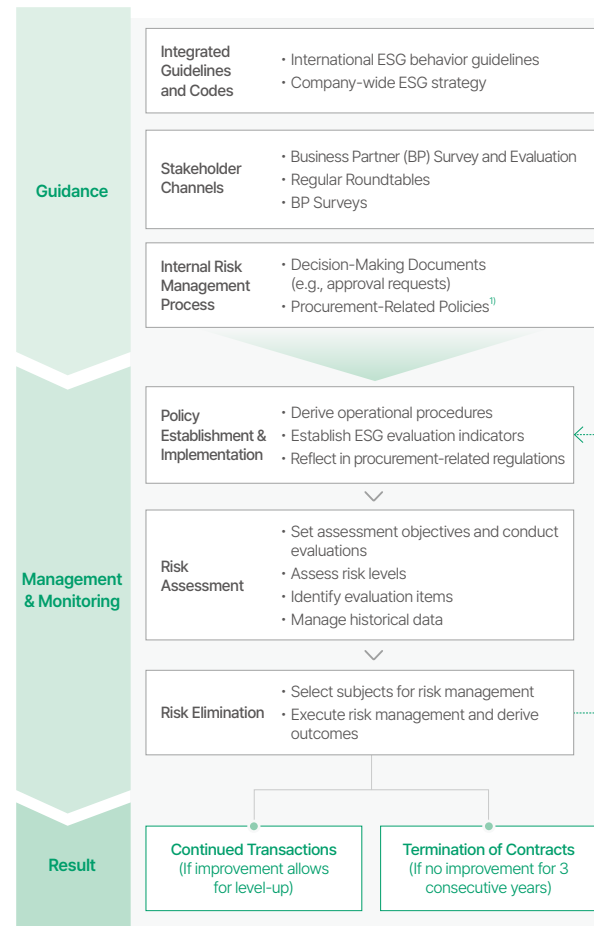 Guidance
Integrated
Guidelines
and Codes
• International ESG behavior guidelines
• Company-wide ESG strategy
Stakeholder
Channels
• Business Partner (BP) Survey and Evaluation
• Regular Roundtables
• BP Surveys
Internal Risk
Management
Process
• Decision-Making Documents
(e.g., approval requests)
• Procurement-Related Policies1)
Management
& Monitoring
Policy
Establishment &
Implementation
• Derive operational procedures
• Establish ESG evaluation indicators
• Reflect in procurement-related regulations
Risk
Assessment
• Set assessment objectives and conduct
evaluations
• Assess risk levels
• Identify evaluation items
• Manage historical data
Risk Elimination
• Select subjects for risk management
• Execute risk management and derive
outcomes
Result
Continued Transactions
(If improvement allows
for level-up)
Termination of Contracts
(If no improvement for 3
consecutive years)